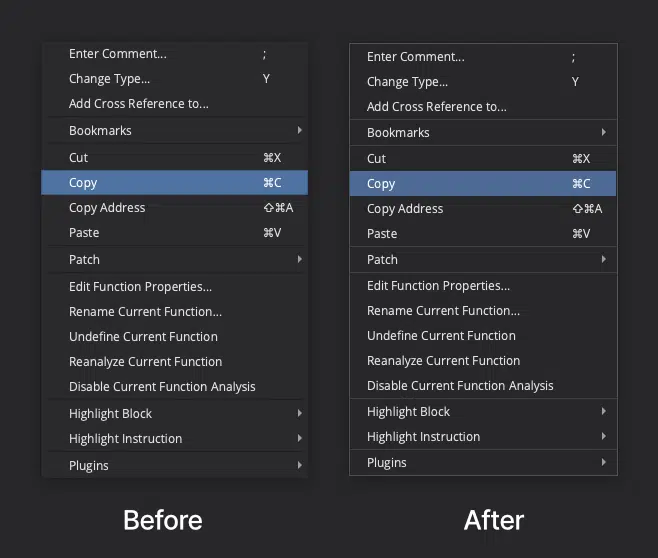 Enter Comment... ;
Change Type... Y
Add Cross Reference to...
Bookmarks
Cut ⌘X
Copy ⌘C
Copy Address ⇧⌘A
Paste ⌘V
Patch
Edit Function Properties...
Rename Current Function...
Undefine Current Function
Reanalyze Current Function
Disable Current Function Analysis
Highlight Block
Highlight Instruction
Plugins
Before
Enter Comment... ;
Change Type... Y
Add Cross Reference to...
Bookmarks
Cut ⌘X
Copy ⌘C
Copy Address ⇧⌘A
Paste ⌘V
Patch
Edit Function Properties...
Rename Current Function...
Undefine Current Function
Reanalyze Current Function
Disable Current Function Analysis
Highlight Block
Highlight Instruction
Plugins
After